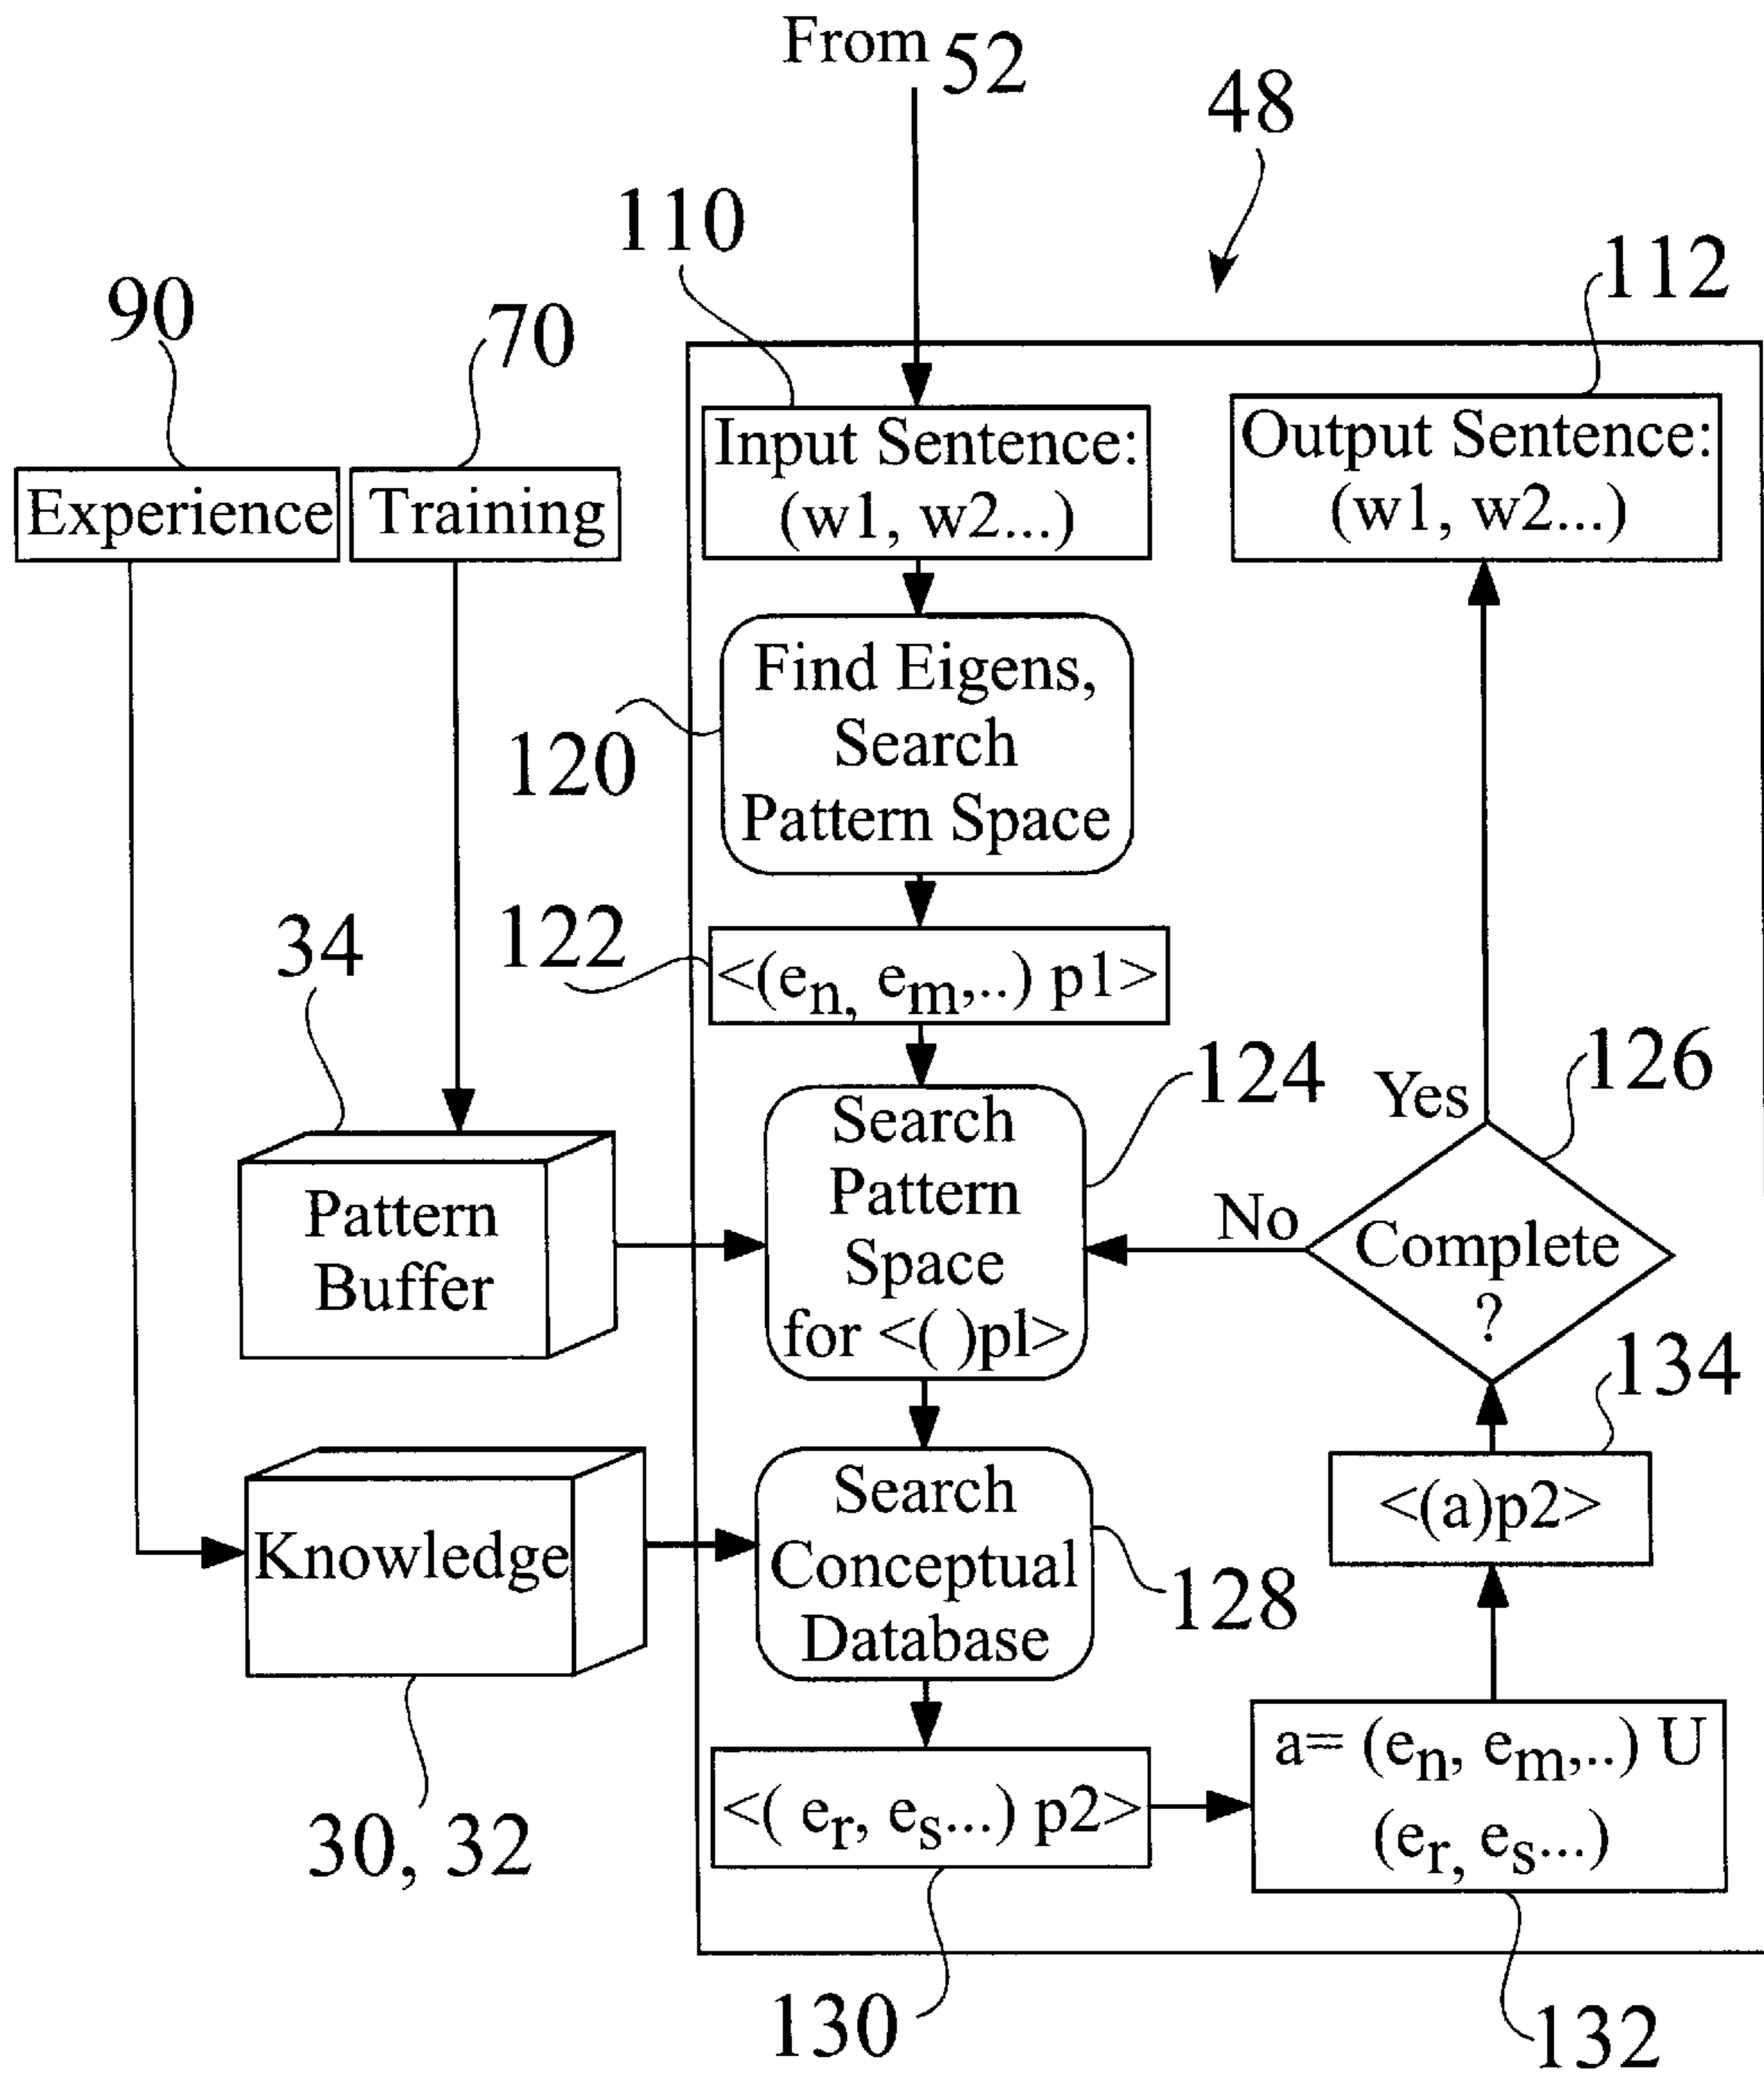 From 52
48
110
112
90
70
Input Sentence:
(w1, w2...)
Output Sentence:
(w1, w2...)
Experience
Training
Find Eigens,
Search
Pattern Space
120
122
<(en, em,..) p1>
34
124
126
Search
Pattern
Space
for <( )pl>
Yes
No
Complete
?
Pattern
Buffer
134
<(a)p2>
Knowledge
Search
Conceptual
Database
128
30, 32
<( er, es...) p2>
a= (en, em,..) U
(er, es...)
130
132